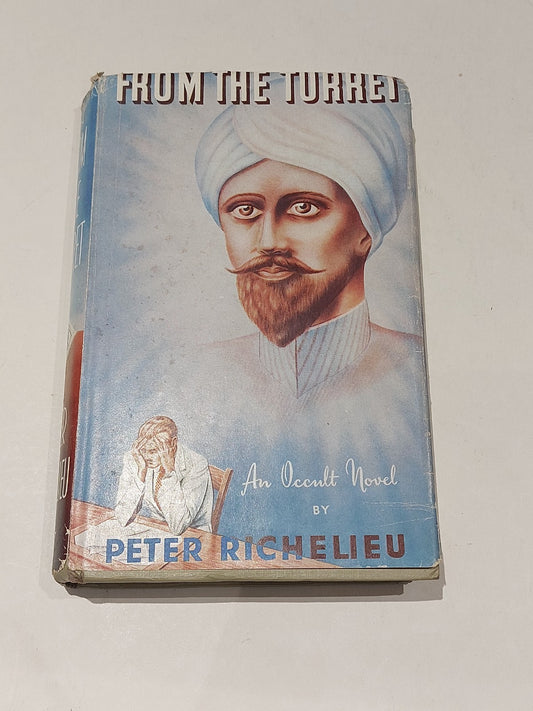 FROM THE TURRET
An Occult Novel
BY
PETER RICHELIEU